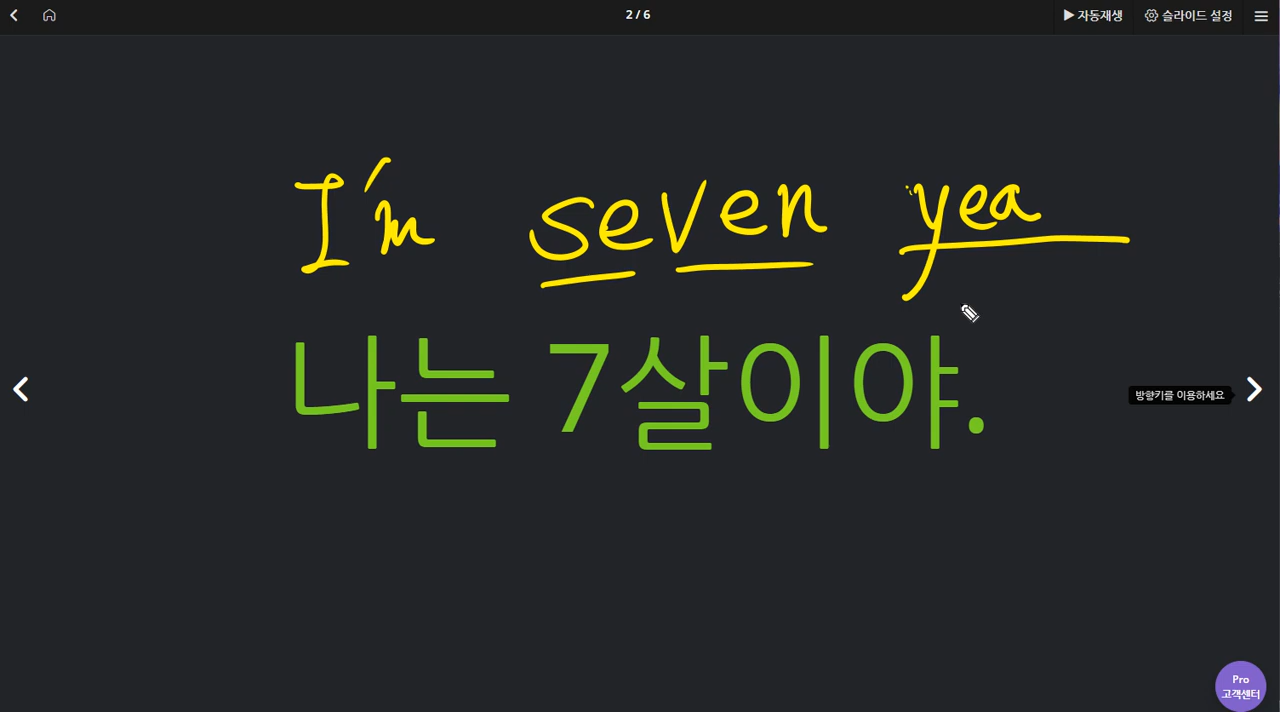 2 / 6
자동재생
슬라이드 설정
I'm seven yea
나는 7살이야.
방향키를 이용하세요
Pro
고객센터